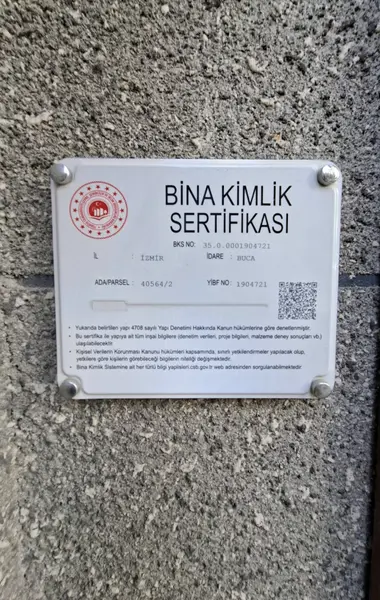 BİNA KİMLİK
SERTİFİKASI
BKS NO: 35.0.0001904721
İL : İZMİR İDARE : BUCA
ADA/PARSEL : 40564/2 YİBF NO : 1904721
• Yukarıda belirtilen yapı 4708 sayılı Yapı Denetimi Hakkında Kanun hükümlerine göre denetlenmiştir.
• Bu sertifika ile yapıya ait tüm inşai bilgilere (denetim verileri, proje bilgileri, malzeme deney sonuçları vb.)
ulaşılabilecektir.
• Kişisel Verilerin Korunması Kanunu hükümleri kapsamında, sınırlı yetkilendirmeler yapılacak olup,
yetkilere göre kişilerin görebileceği bilgilerin niteliği değişmektedir.
• Bina Kimlik Sistemine ait her türlü bilgi yapisleri.csb.gov.tr web adresinden sorgulanabilmektedir.